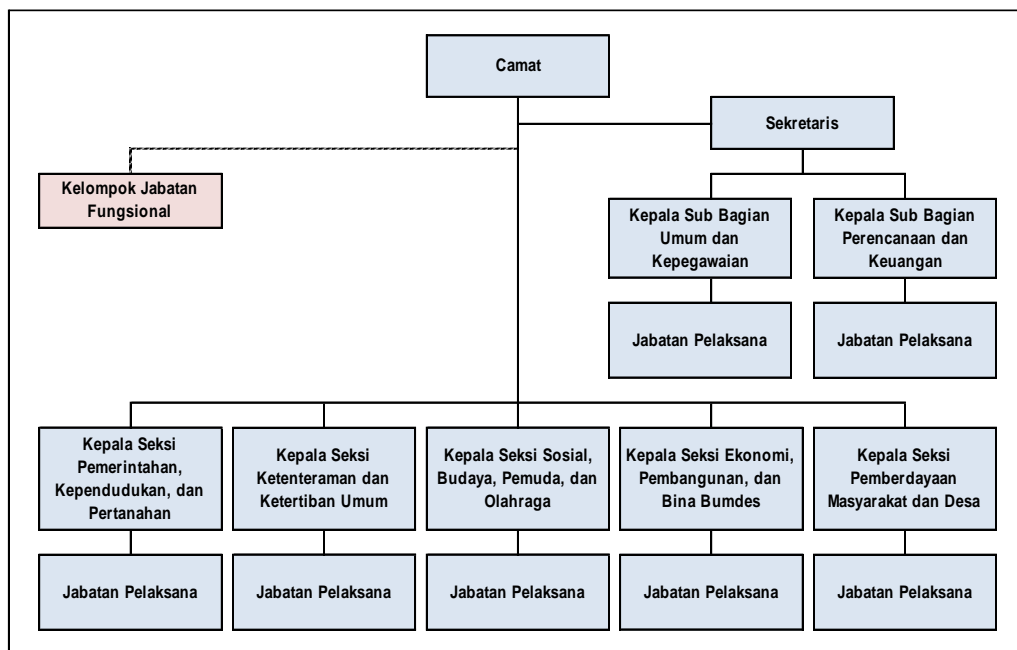 Camat
Sekretaris
Kelompok Jabatan
Fungsional
Kepala Sub Bagian
Umum dan
Kepegawaian
Kepala Sub Bagian
Perencanaan dan
Keuangan
Jabatan Pelaksana
Jabatan Pelaksana
Kepala Seksi
Pemerintahan,
Kependudukan, dan
Pertanahan
Kepala Seksi
Ketenteraman dan
Ketertiban Umum
Kepala Seksi Sosial,
Budaya, Pemuda, dan
Olahraga
Kepala Seksi Ekonomi,
Pembangunan, dan
Bina Bumdes
Kepala Seksi
Pemberdayaan
Masyarakat dan Desa
Jabatan Pelaksana
Jabatan Pelaksana
Jabatan Pelaksana
Jabatan Pelaksana
Jabatan Pelaksana